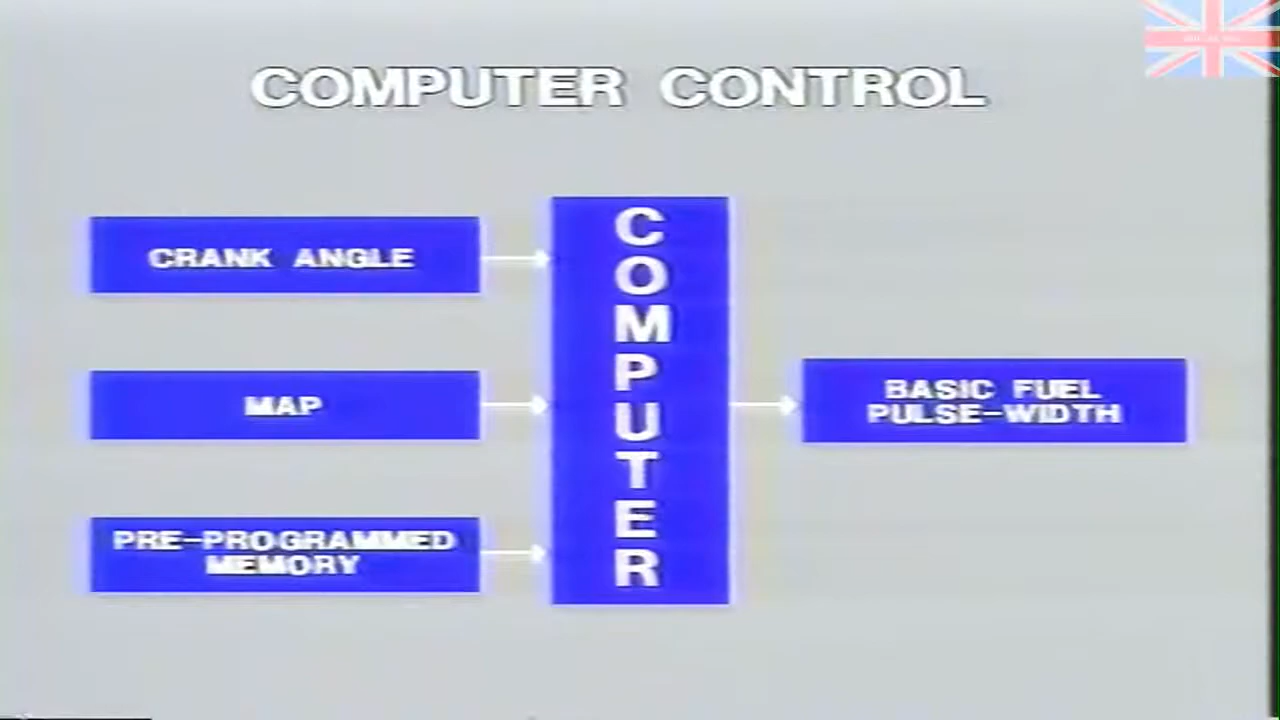 COMPUTER CONTROL
CRANK ANGLE
MAP
PRE-PROGRAMMED
MEMORY
COMPUTER
BASIC FUEL
PULSE-WIDTH